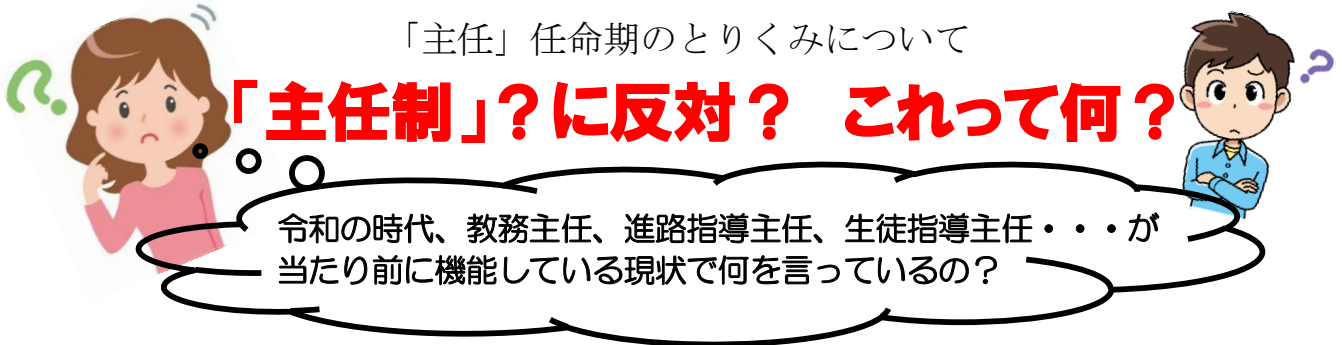 「主任」任命期のとりくみについて
「主任制」？に反対？　これって何？
令和の時代、教務主任、進路指導主任、生徒指導主任・・・が
当たり前に機能している現状で何を言っているの？